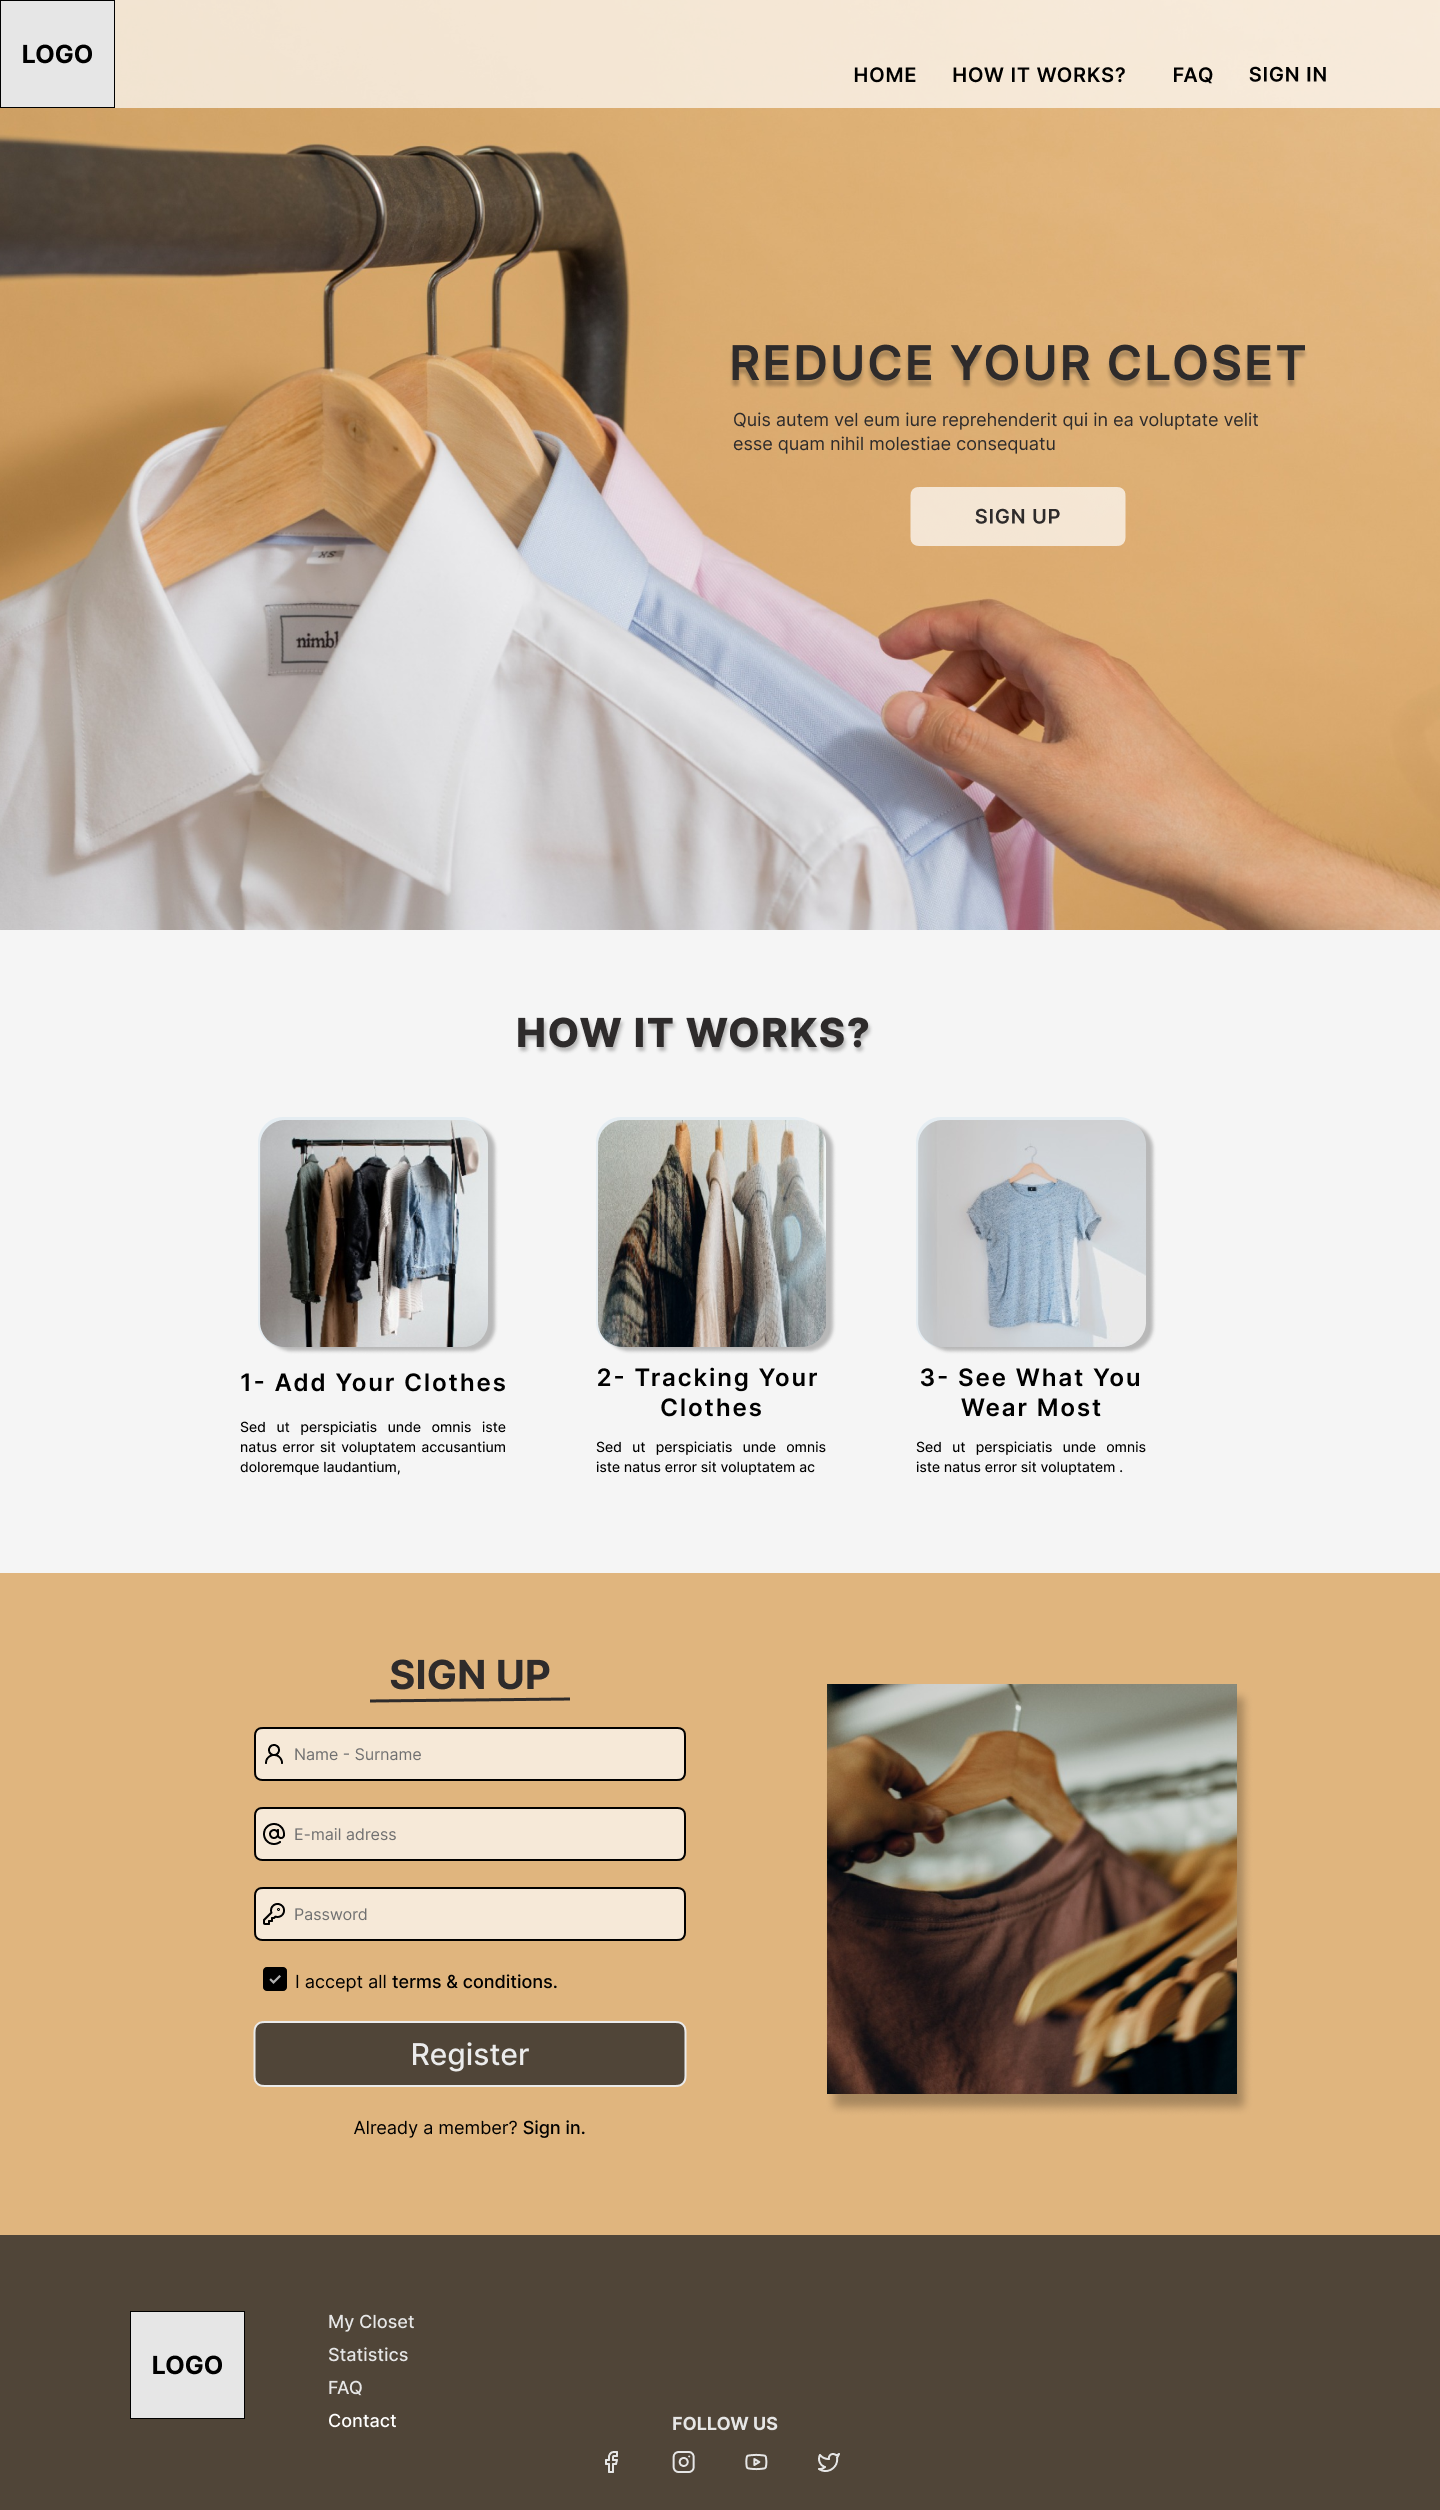 LOGO
HOME HOW IT WORKS? FAQ SIGN IN
REDUCE YOUR CLOSET
Quis autem vel eum iure reprehenderit qui in ea voluptate velit
esse quam nihil molestiae consequatu
SIGN UP
XS
nimbl
HOW IT WORKS?
1- Add Your Clothes
Sed ut perspiciatis unde omnis iste
natus error sit voluptatem accusantium
doloremque laudantium,
2- Tracking Your
Clothes
Sed ut perspiciatis unde omnis
iste natus error sit voluptatem ac
3- See What You
Wear Most
Sed ut perspiciatis unde omnis
iste natus error sit voluptatem .
SIGN UP
Name - Surname
E-mail adress
Password
I accept all terms & conditions.
Register
Already a member? Sign in.
LOGO
My Closet
Statistics
FAQ
Contact
FOLLOW US